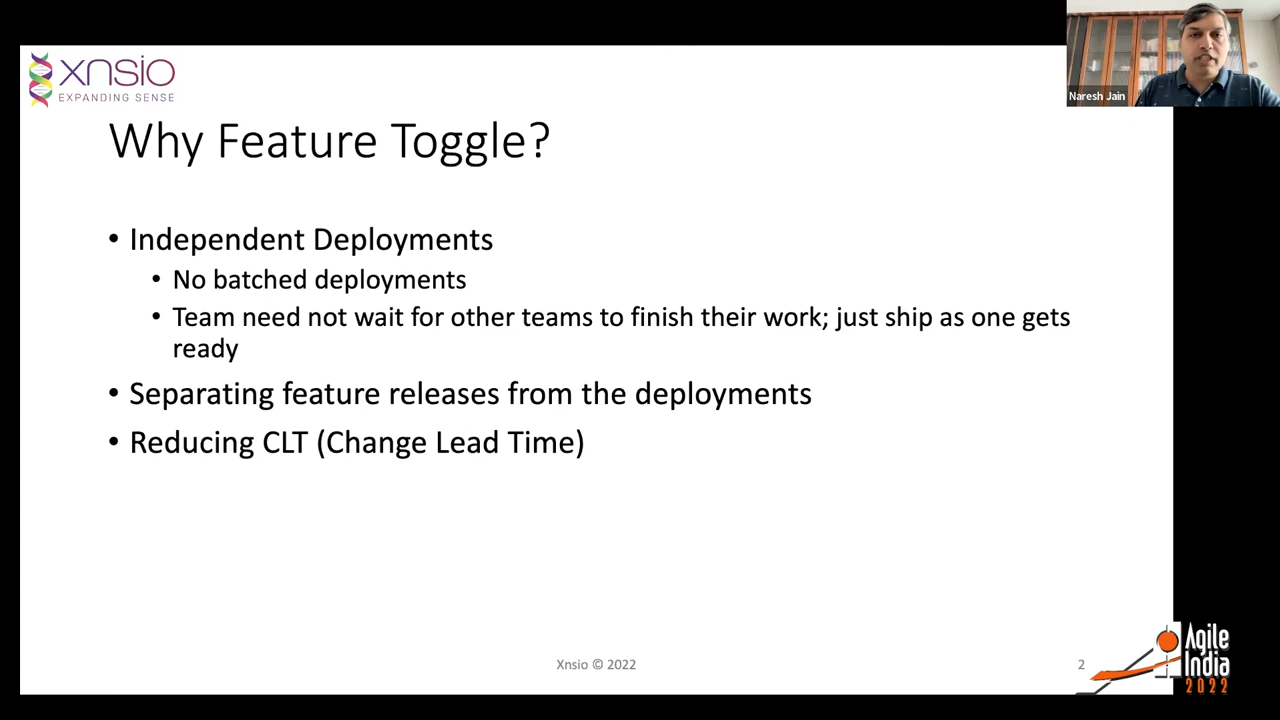 xnsio
EXPANDING SENSE
Naresh Jain
Why Feature Toggle?
• Independent Deployments
• No batched deployments
• Team need not wait for other teams to finish their work; just ship as one gets
ready
• Separating feature releases from the deployments
• Reducing CLT (Change Lead Time)
Xnsio © 2022
2
Agile
India
2022